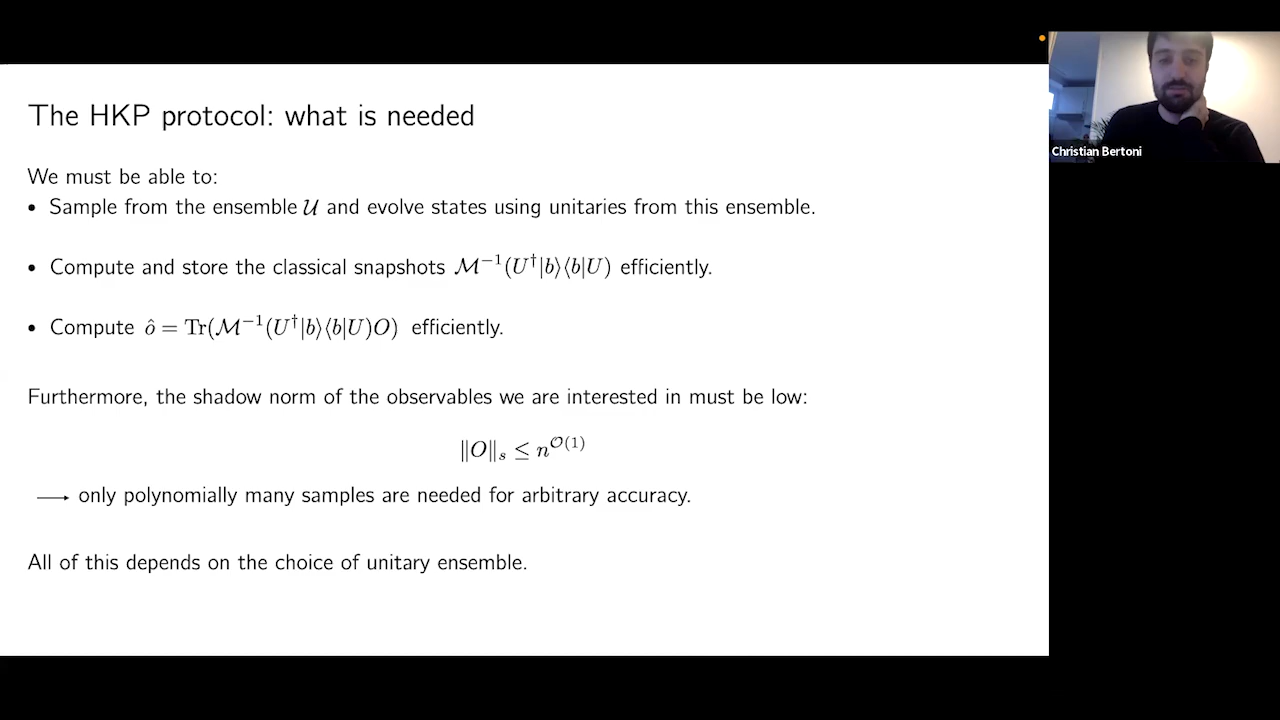 The HKP protocol: what is needed
We must be able to:
• Sample from the ensemble 𝒰 and evolve states using unitaries from this ensemble.
• Compute and store the classical snapshots ℳ⁻¹(U†|b⟩⟨b|U) efficiently.
• Compute ô = Tr(ℳ⁻¹(U†|b⟩⟨b|U)O) efficiently.
Furthermore, the shadow norm of the observables we are interested in must be low:
‖O‖ₛ ≤ n^𝒪(1)
⟶ only polynomially many samples are needed for arbitrary accuracy.
All of this depends on the choice of unitary ensemble.
Christian Bertoni